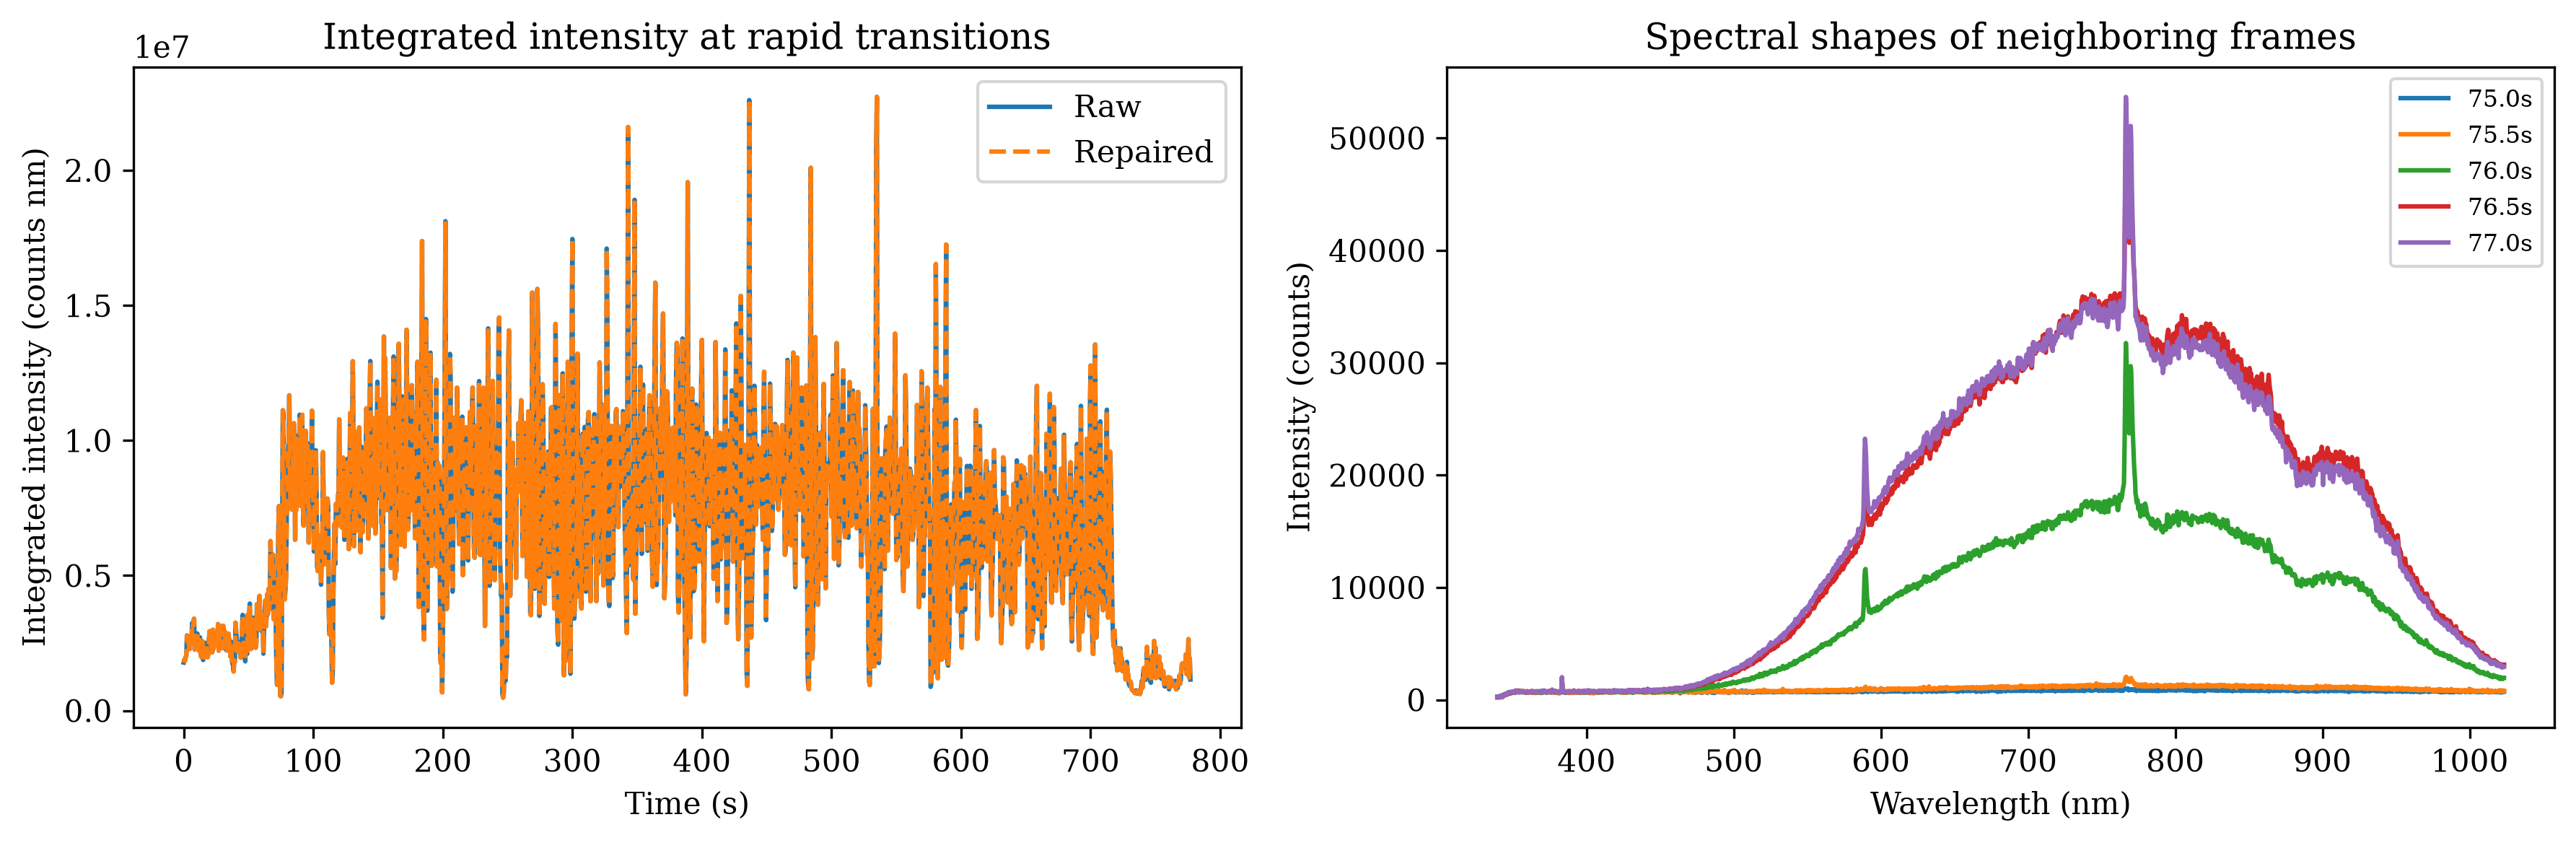 Integrated intensity at rapid transitions
1e7
Integrated intensity (counts nm)
2.0
1.5
1.0
0.5
0.0
0 100 200 300 400 500 600 700 800
Time (s)
Raw
Repaired
Spectral shapes of neighboring frames
Intensity (counts)
50000
40000
30000
20000
10000
0
400 500 600 700 800 900 1000
Wavelength (nm)
75.0s
75.5s
76.0s
76.5s
77.0s